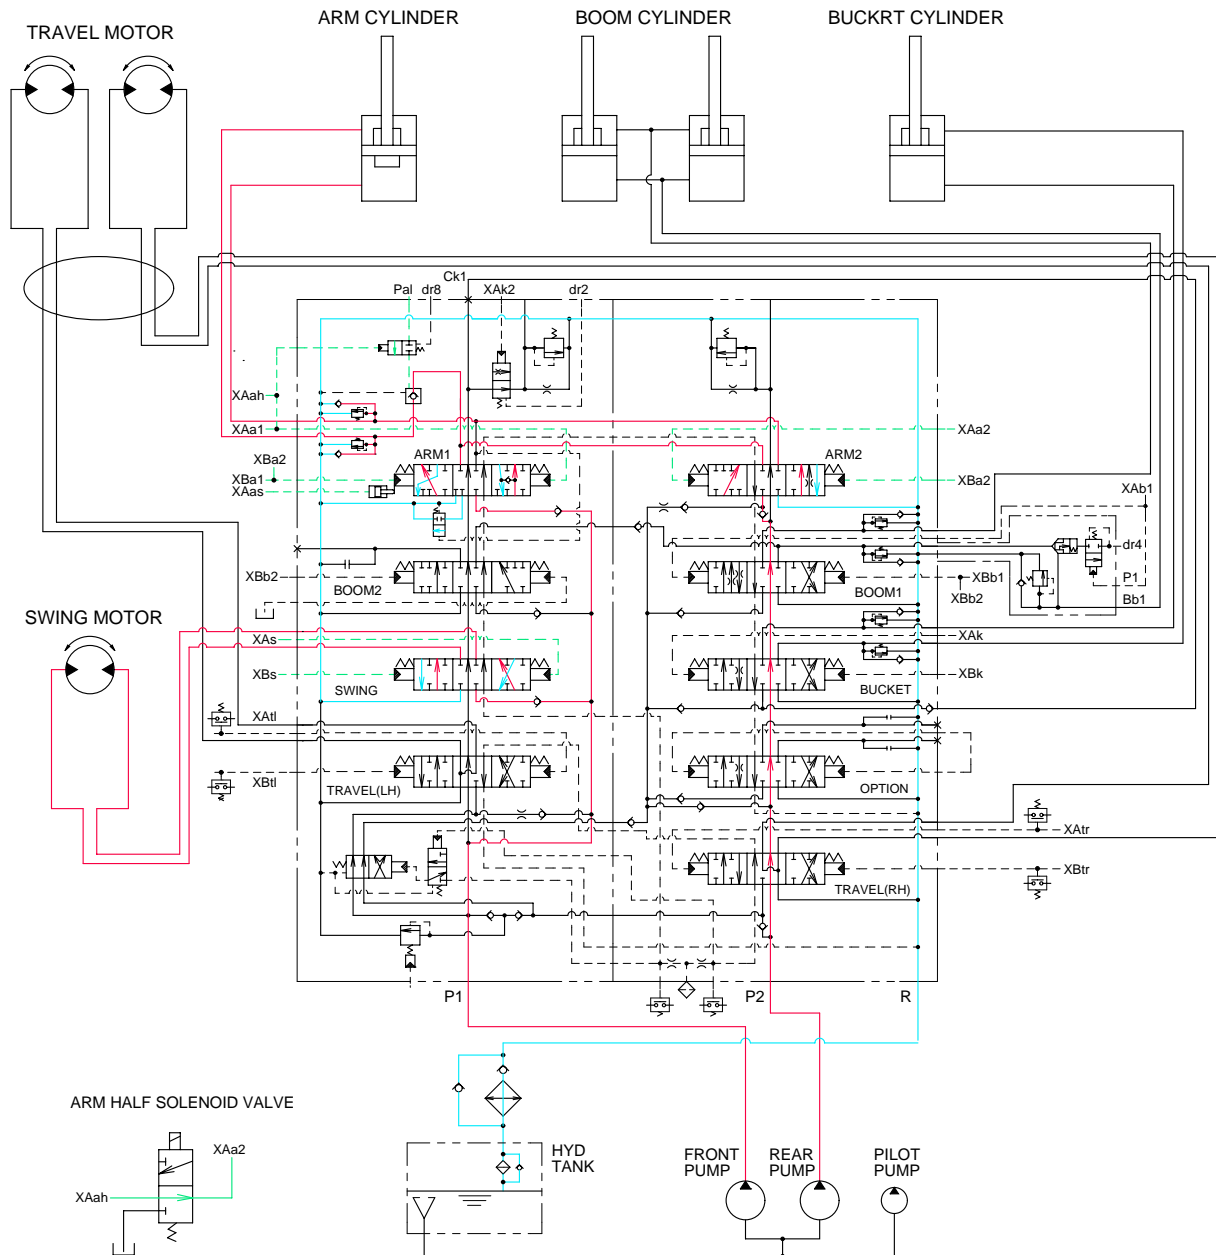 ARM CYLINDER
BOOM CYLINDER
BUCKRT CYLINDER
TRAVEL MOTOR
Ck1
Pal
dr8
XAk2
dr2
XAah
XAa1
XAa2
XBa2
ARM1
ARM2
XBa1
XBa2
XAas
XAb1
dr4
XBb2
XBb1
P1
BOOM2
BOOM1
XBb2
Bb1
SWING MOTOR
XAs
XAk
XBs
XBk
SWING
BUCKET
XAtl
XBtl
TRAVEL(LH)
OPTION
XAtr
XBtr
TRAVEL(RH)
P1
P2
R
ARM HALF SOLENOID VALVE
XAa2
XAah
HYD
TANK
FRONT
PUMP
REAR
PUMP
PILOT
PUMP